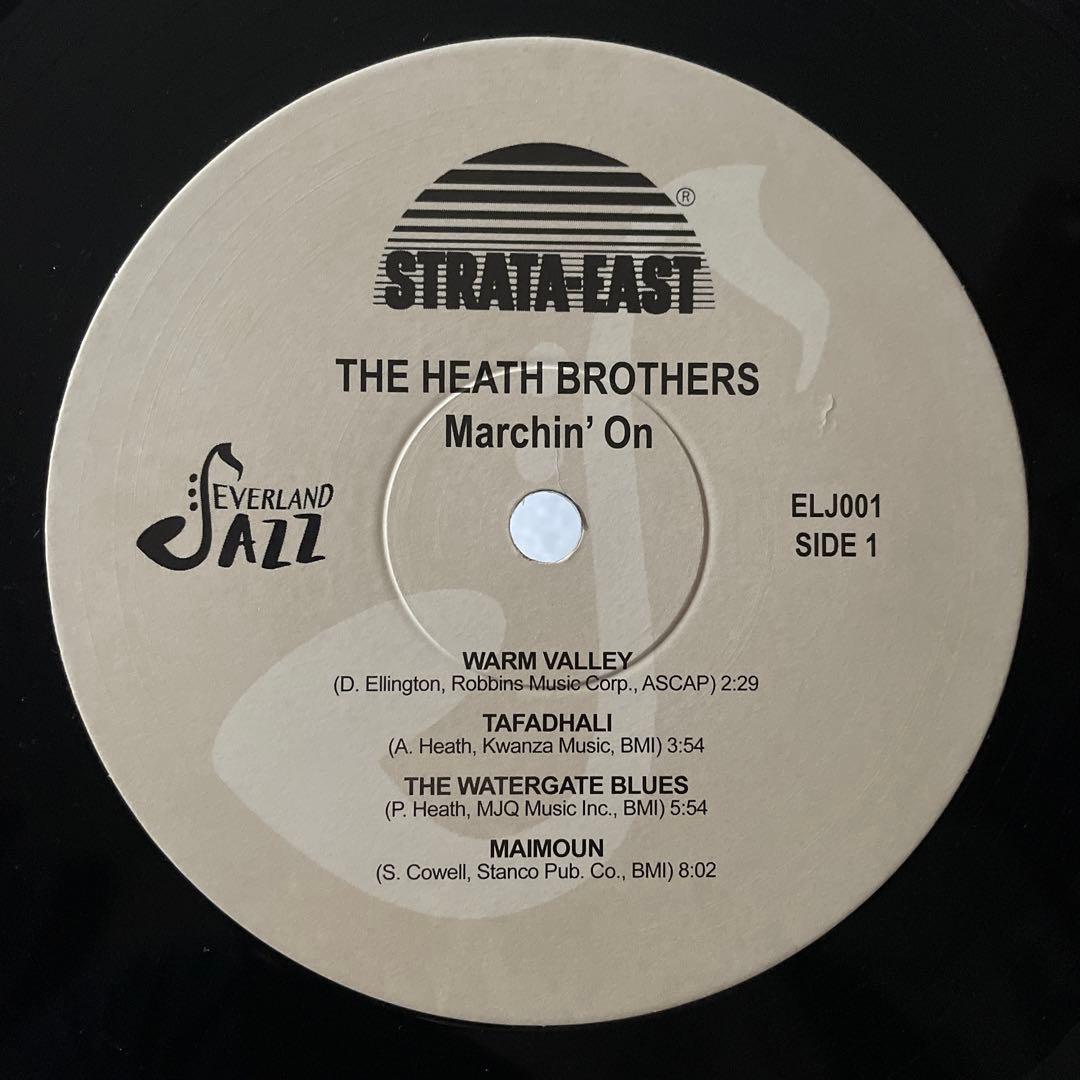 ®
STRATA-EAST
THE HEATH BROTHERS
Marchin' On
EVERLAND
JAZZ
ELJ001
SIDE 1
WARM VALLEY
(D. Ellington, Robbins Music Corp., ASCAP) 2:29
TAFADHALI
(A. Heath, Kwanza Music, BMI) 3:54
THE WATERGATE BLUES
(P. Heath, MJQ Music Inc., BMI) 5:54
MAIMOUN
(S. Cowell, Stanco Pub. Co., BMI) 8:02